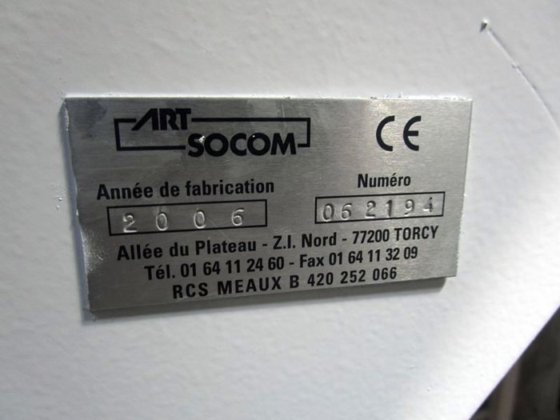 ART
SOCOM CE
Année de fabrication Numéro
2006 062194
Allée du Plateau - Z.I. Nord - 77200 TORCY
Tél. 01 64 11 24 60 - Fax 01 64 11 32 09
RCS MEAUX B 420 252 066